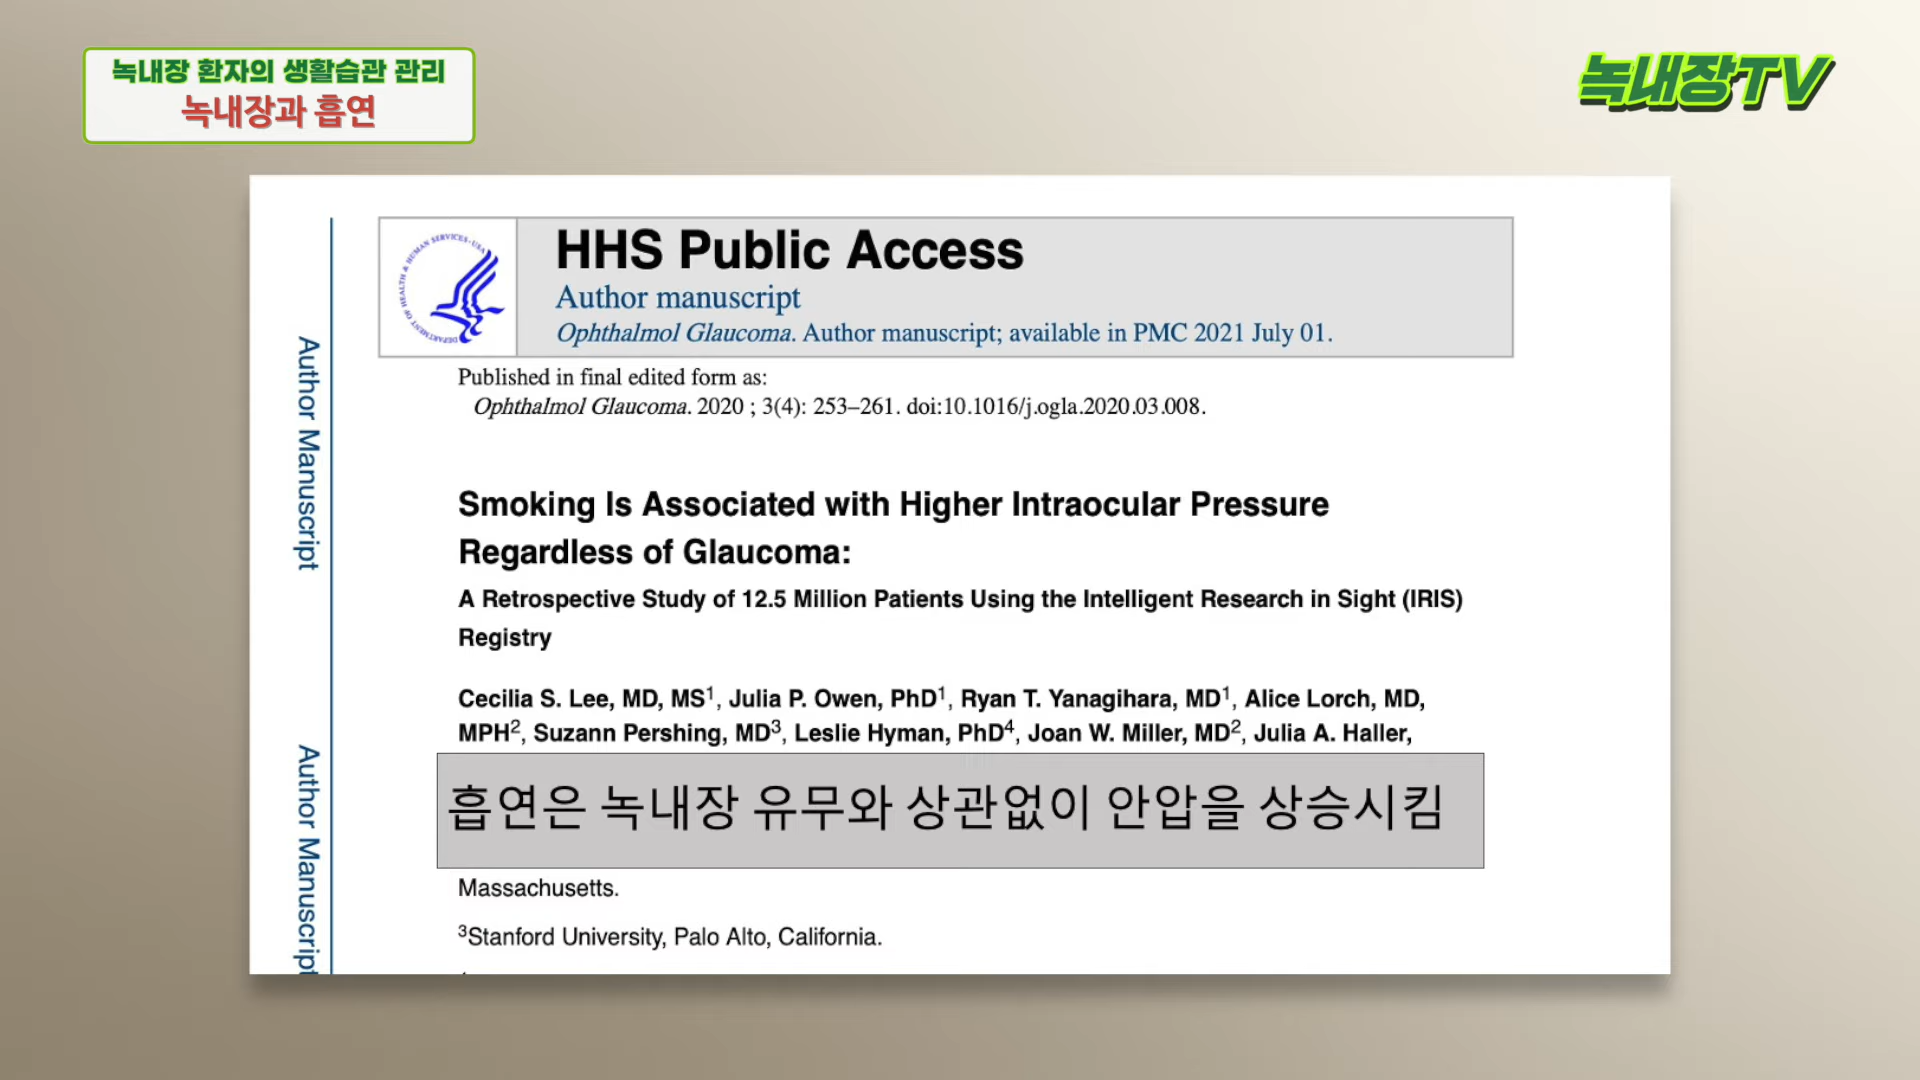 녹내장 환자의 생활습관 관리
녹내장과 흡연
녹내장TV
DEPARTMENT OF HEALTH & HUMAN SERVICES · USA
HHS Public Access
Author manuscript
Ophthalmol Glaucoma. Author manuscript; available in PMC 2021 July 01.
Published in final edited form as:
Ophthalmol Glaucoma. 2020 ; 3(4): 253–261. doi:10.1016/j.ogla.2020.03.008.
Author Manuscript
Smoking Is Associated with Higher Intraocular Pressure
Regardless of Glaucoma:
A Retrospective Study of 12.5 Million Patients Using the Intelligent Research in Sight (IRIS)
Registry
Cecilia S. Lee, MD, MS1, Julia P. Owen, PhD1, Ryan T. Yanagihara, MD1, Alice Lorch, MD,
MPH2, Suzann Pershing, MD3, Leslie Hyman, PhD4, Joan W. Miller, MD2, Julia A. Haller,
흡연은 녹내장 유무와 상관없이 안압을 상승시킴
Author Manuscript
Massachusetts.
3Stanford University, Palo Alto, California.